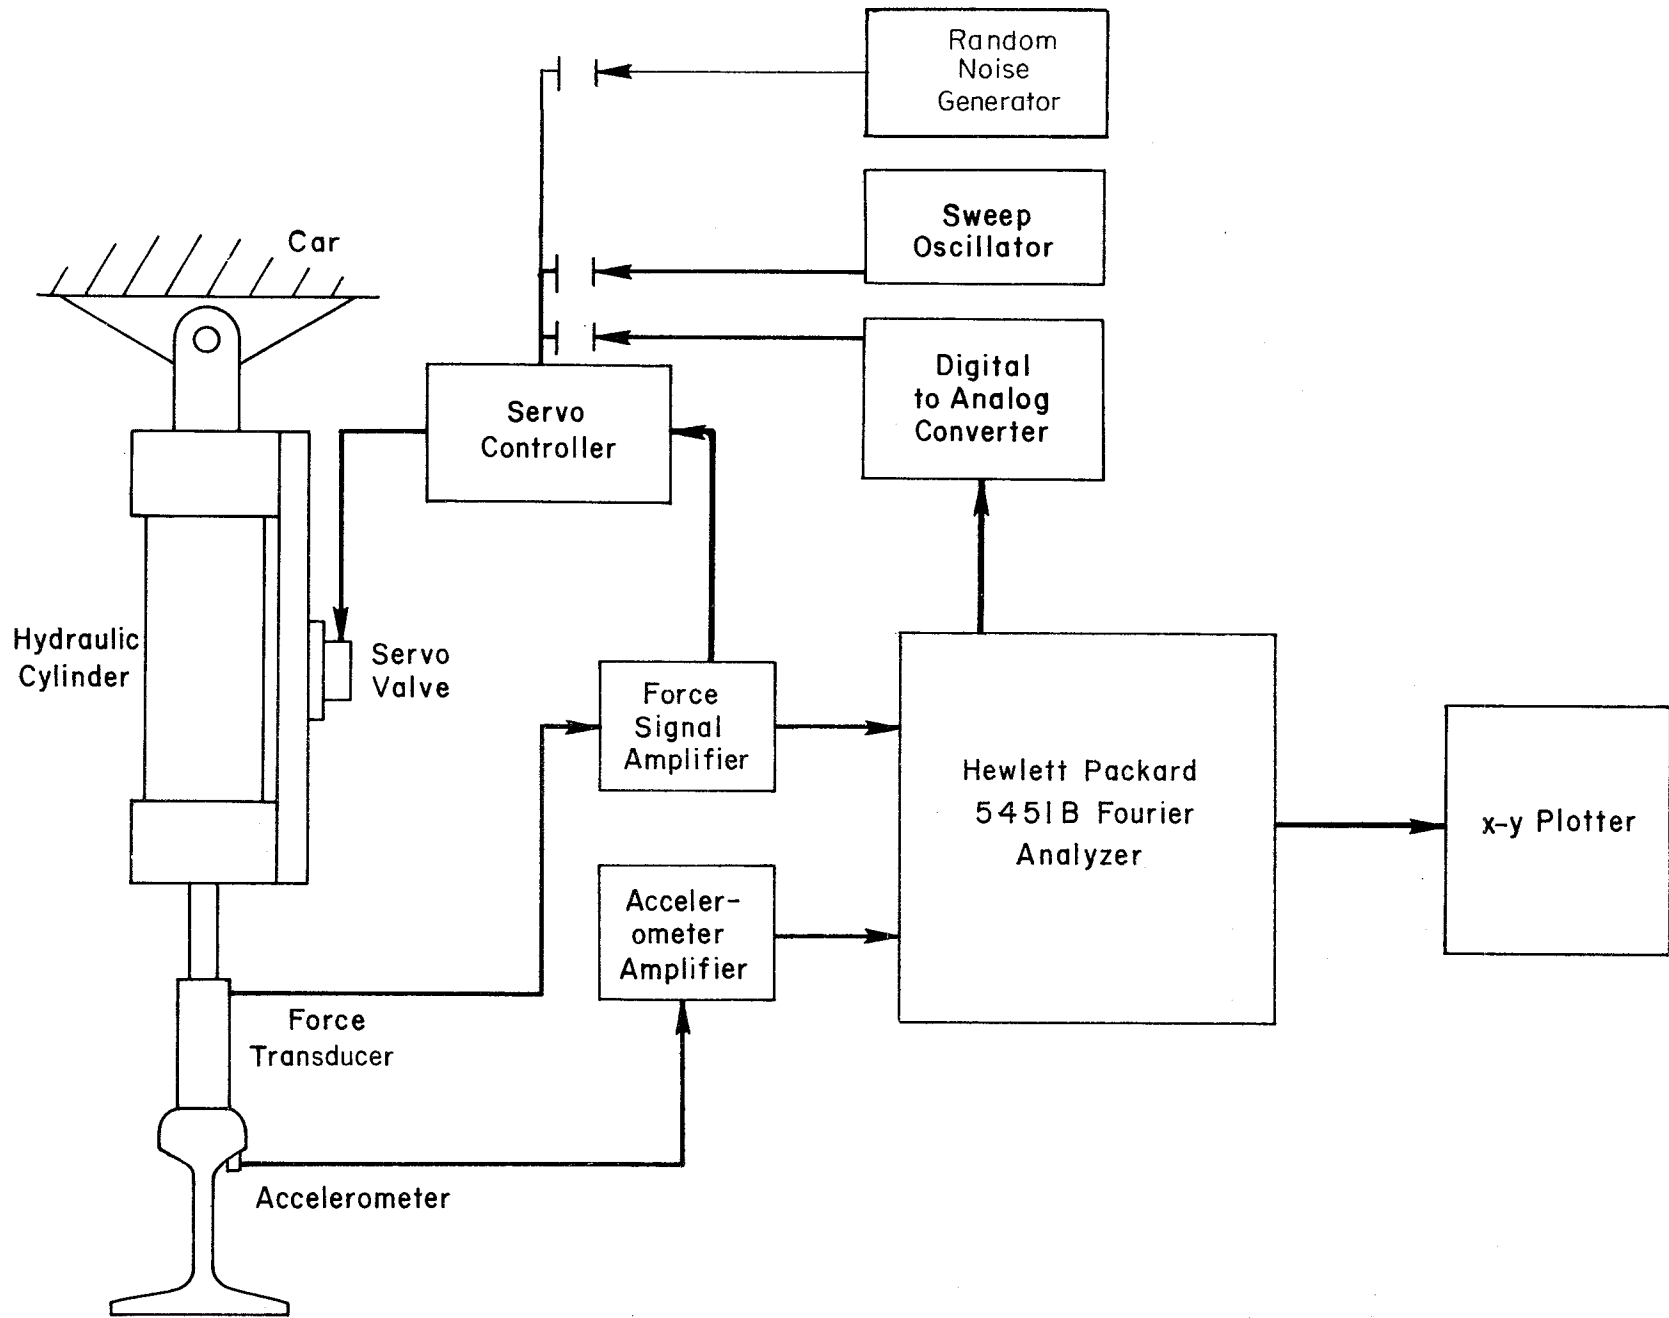 Random
Noise
Generator
Sweep
Oscillator
Car
Digital
to Analog
Converter
Servo
Controller
Hydraulic
Cylinder
Servo
Valve
Force
Signal
Amplifier
Hewlett Packard
5451B Fourier
Analyzer
x-y Plotter
Acceler-
ometer
Amplifier
Force
Transducer
Accelerometer